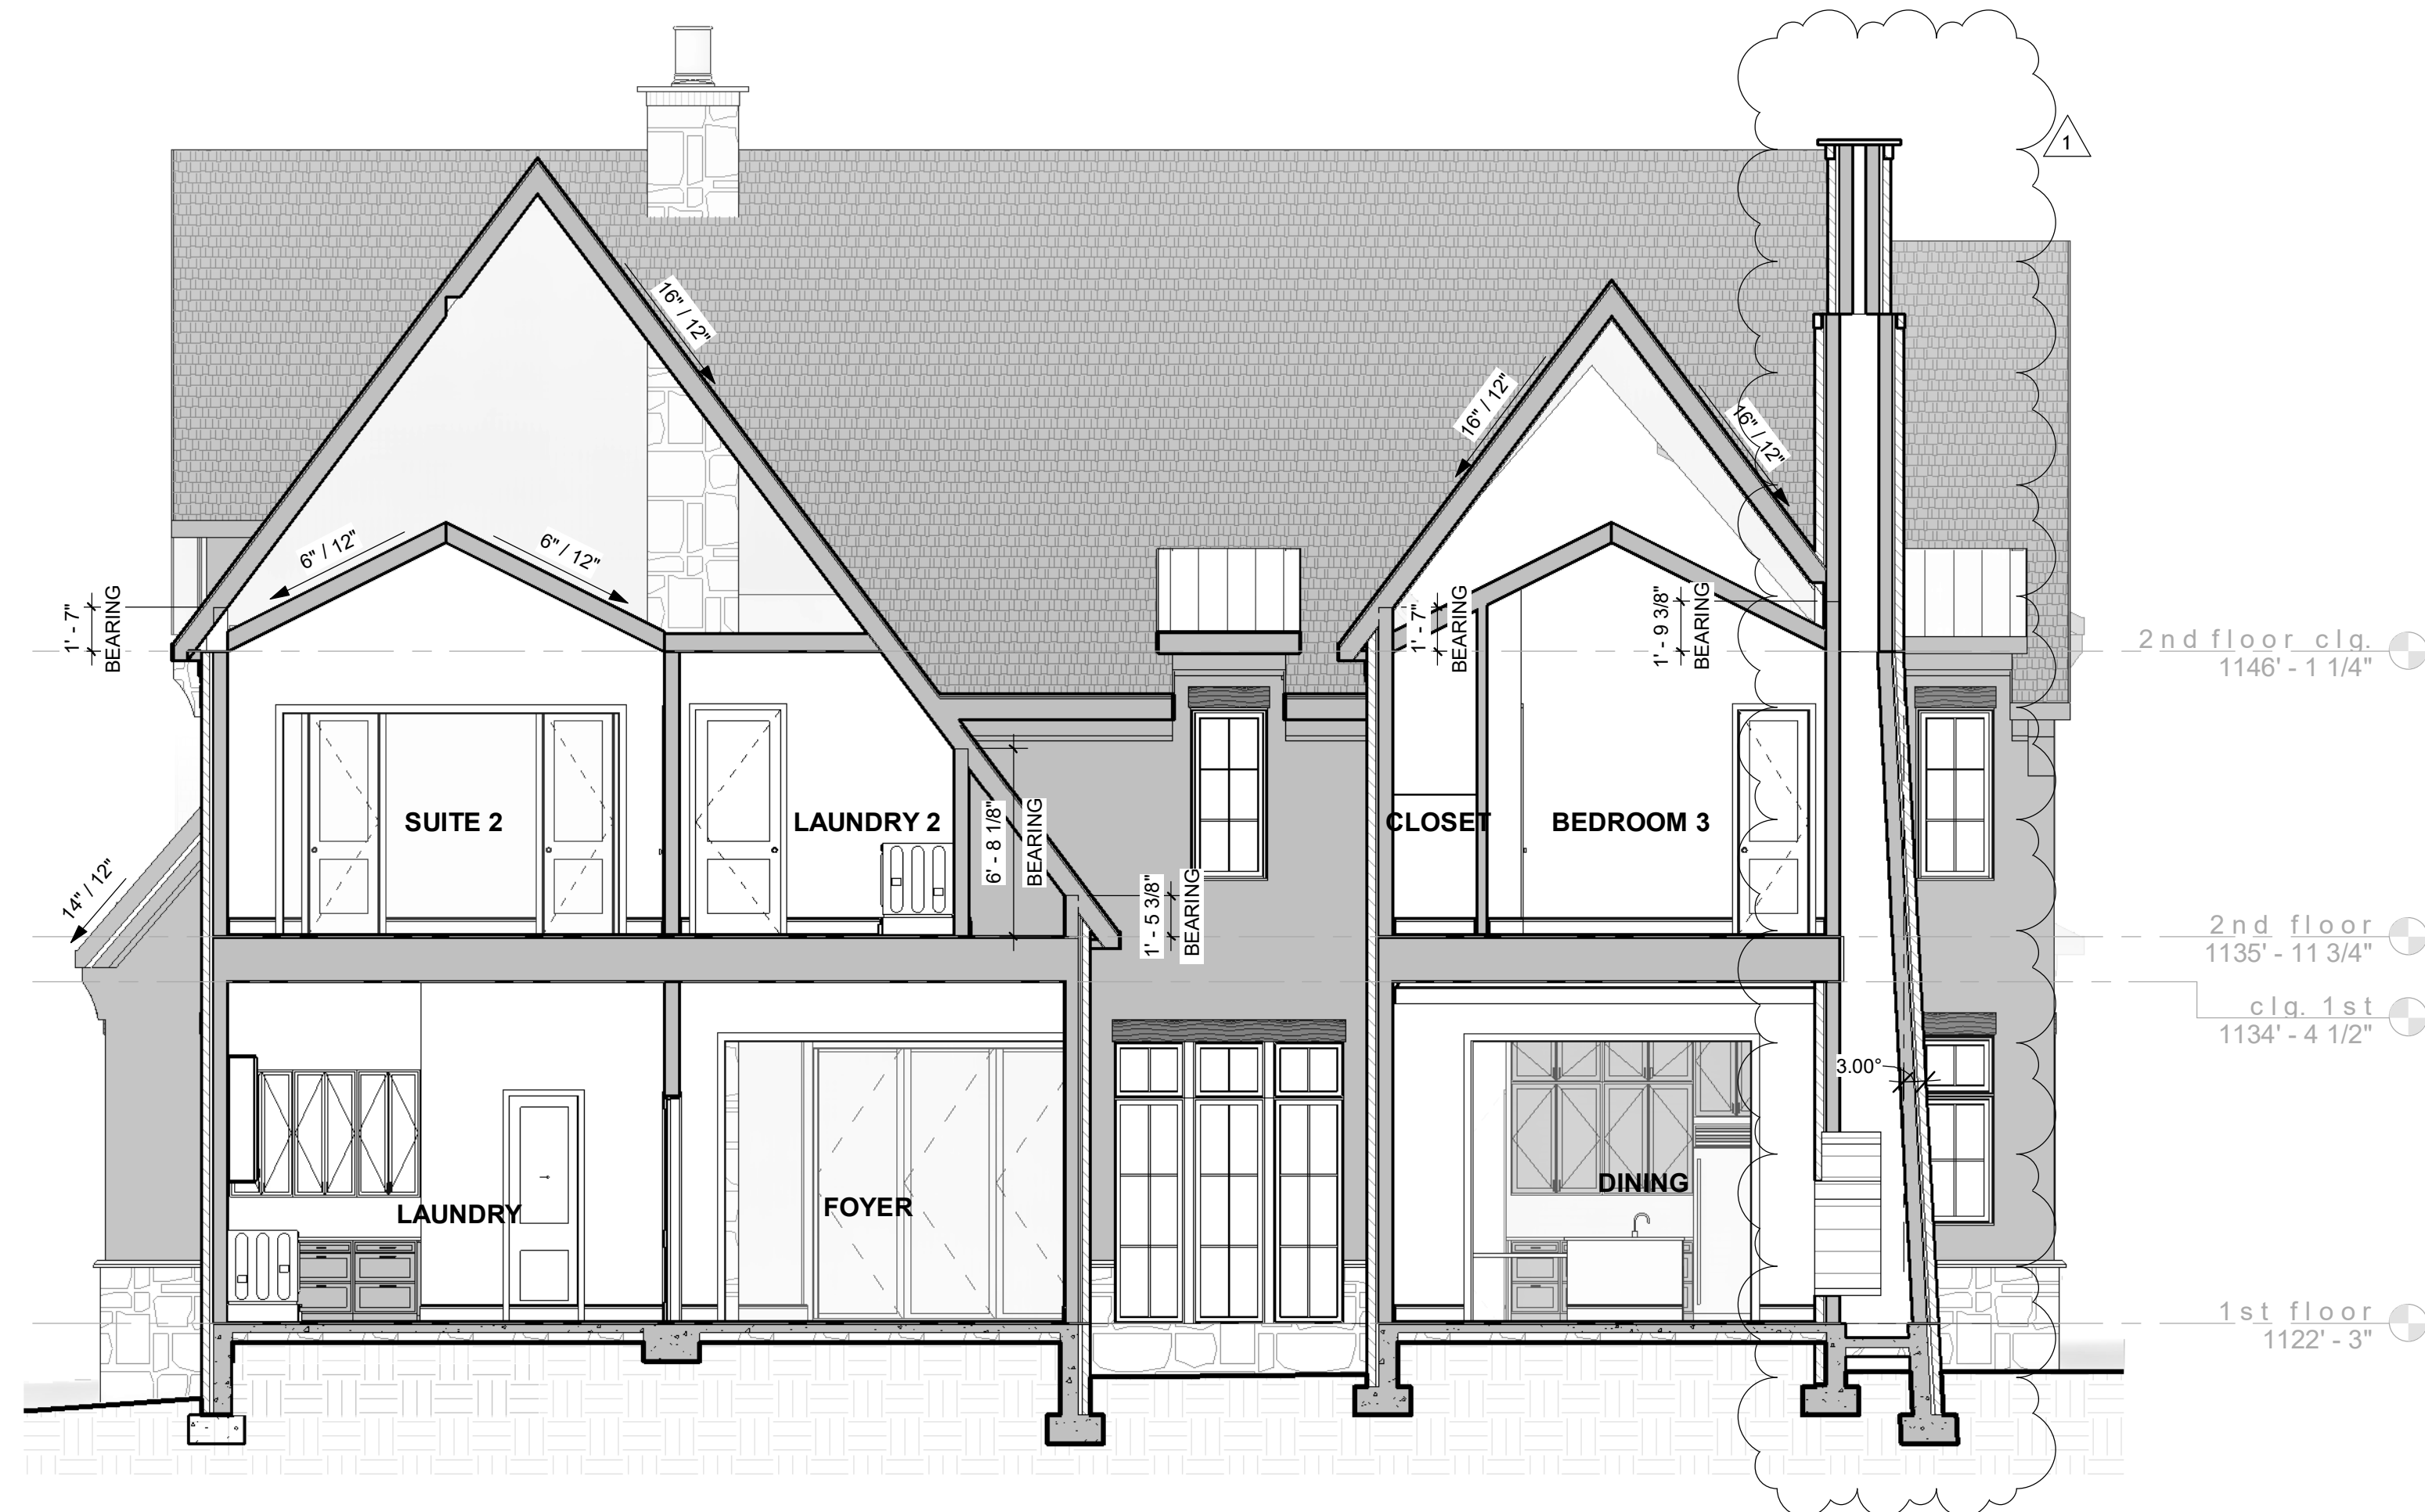 1
16" / 12"
16" / 12"
16" / 12"
6" / 12"
6" / 12"
1' - 7"
BEARING
1' - 7"
BEARING
1' - 9 3/8"
BEARING
2nd floor clg.
1146' - 1 1/4"
SUITE 2
LAUNDRY 2
CLOSET
BEDROOM 3
6' - 8 1/8"
BEARING
14" / 12"
1' - 5 3/8"
BEARING
2nd floor
1135' - 11 3/4"
clg. 1st
1134' - 4 1/2"
3.00°
LAUNDRY
FOYER
DINING
1st floor
1122' - 3"